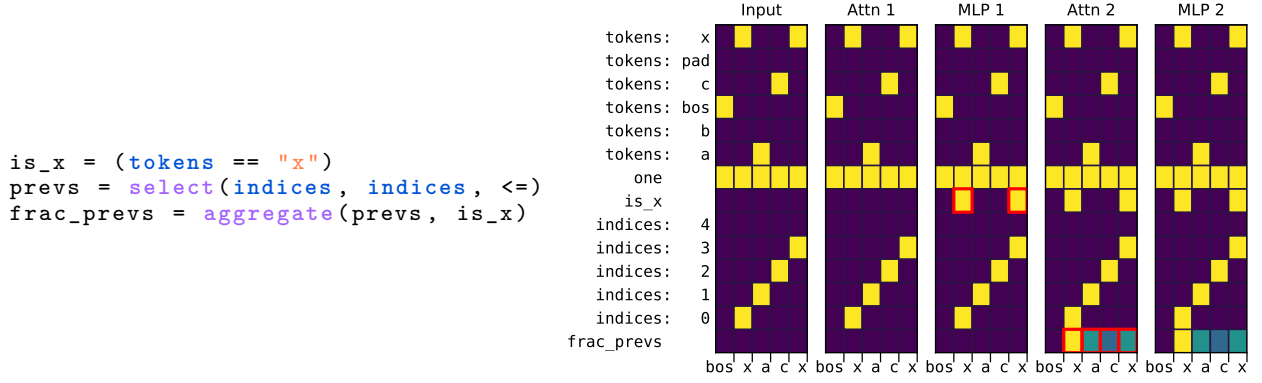 is_x = (tokens == "x")
prevs = select(indices, indices, <=)
frac_prevs = aggregate(prevs, is_x)
Input Attn 1 MLP 1 Attn 2 MLP 2
tokens: x
tokens: pad
tokens: c
tokens: bos
tokens: b
tokens: a
one
is_x
indices: 4
indices: 3
indices: 2
indices: 1
indices: 0
frac_prevs
bos x a c x bos x a c x bos x a c x bos x a c x bos x a c x